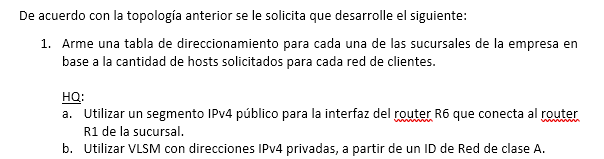 De acuerdo con la topología anterior se le solicita que desarrolle el siguiente:
1. Arme una tabla de direccionamiento para cada una de las sucursales de la empresa en
base a la cantidad de hosts solicitados para cada red de clientes.
HQ:
a. Utilizar un segmento IPv4 público para la interfaz del router R6 que conecta al router
R1 de la sucursal.
b. Utilizar VLSM con direcciones IPv4 privadas, a partir de un ID de Red de clase A.